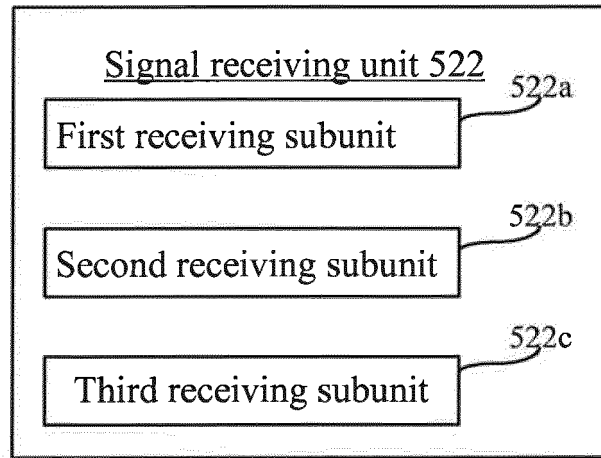 Signal receiving unit 522
522a
First receiving subunit
522b
Second receiving subunit
522c
Third receiving subunit